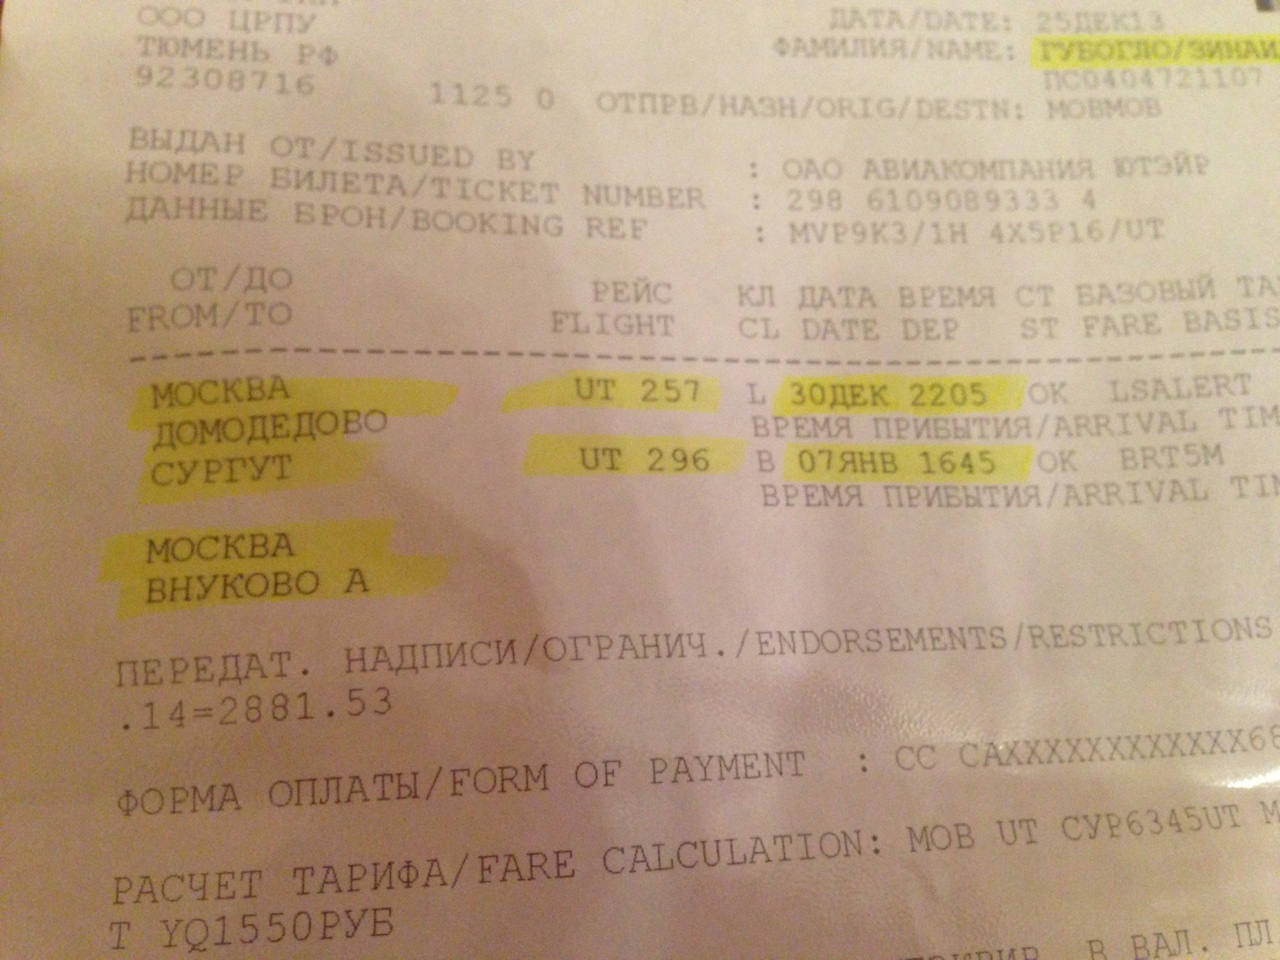 ООО ЦРПУ
ТЮМЕНЬ РФ
92308716
1125 0
ДАТА/DATE: 25ДЕК13
ФАМИЛИЯ/NAME: ГУБОГЛО/ЗИНАИ
ПС0404721107
ОТПРВ/НАЗН/ORIG/DESTN: МОВМОВ
ВЫДАН ОТ/ISSUED BY : ОАО АВИАКОМПАНИЯ ЮТЭЙР
НОМЕР БИЛЕТА/TICKET NUMBER : 298 6109089333 4
ДАННЫЕ БРОН/BOOKING REF : MVP9K3/1H 4X5P16/UT
ОТ/ДО РЕЙС КЛ ДАТА ВРЕМЯ СТ БАЗОВЫЙ ТА
FROM/TO FLIGHT CL DATE DEP ST FARE BASIS
МОСКВА UT 257 L 30ДЕК 2205 OK LSALERT
ДОМОДЕДОВО ВРЕМЯ ПРИБЫТИЯ/ARRIVAL TIM
СУРГУТ UT 296 B 07ЯНВ 1645 OK BRT5M
ВРЕМЯ ПРИБЫТИЯ/ARRIVAL TIM
МОСКВА
ВНУКОВО А
ПЕРЕДАТ. НАДПИСИ/ОГРАНИЧ./ENDORSEMENTS/RESTRICTIONS
.14=2881.53
ФОРМА ОПЛАТЫ/FORM OF PAYMENT : CC CAXXXXXXXXXXXX68
РАСЧЕТ ТАРИФА/FARE CALCULATION: МОВ UT СУР6345UT М
Т YQ1550РУБ
В ВАЛ. ПЛ